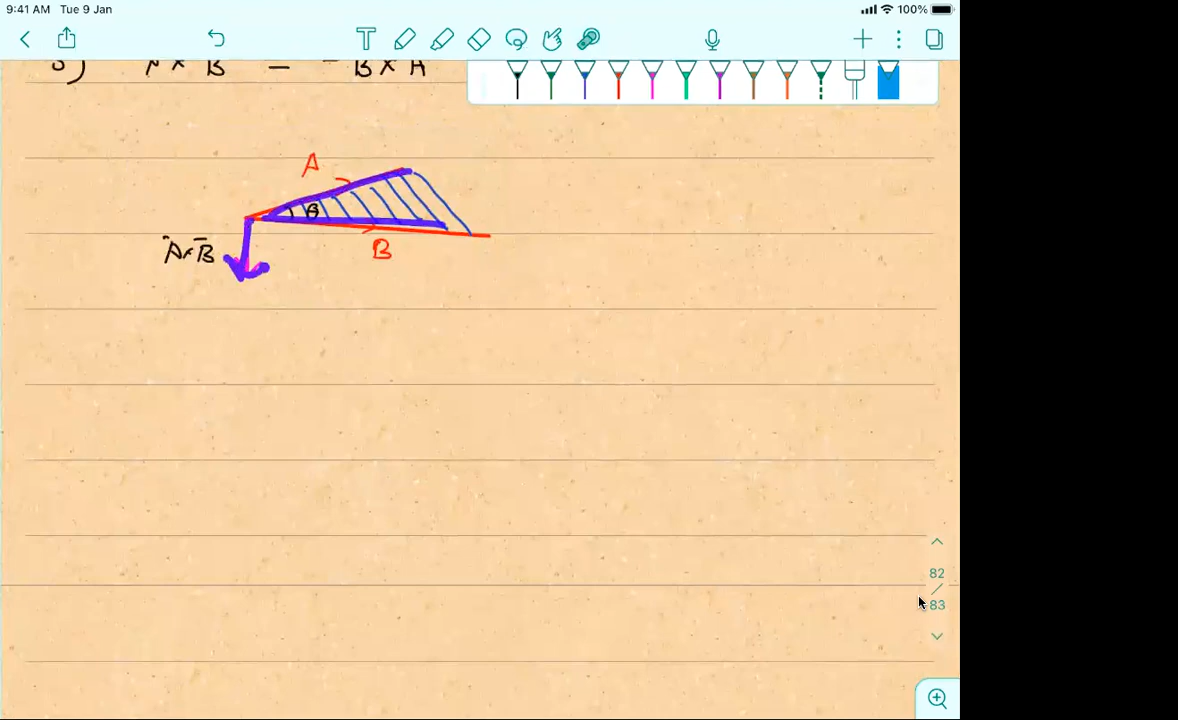 9:41 AM Tue 9 Jan 100%
T
B = - B × A
A
θ
A×B
B
82
/
83